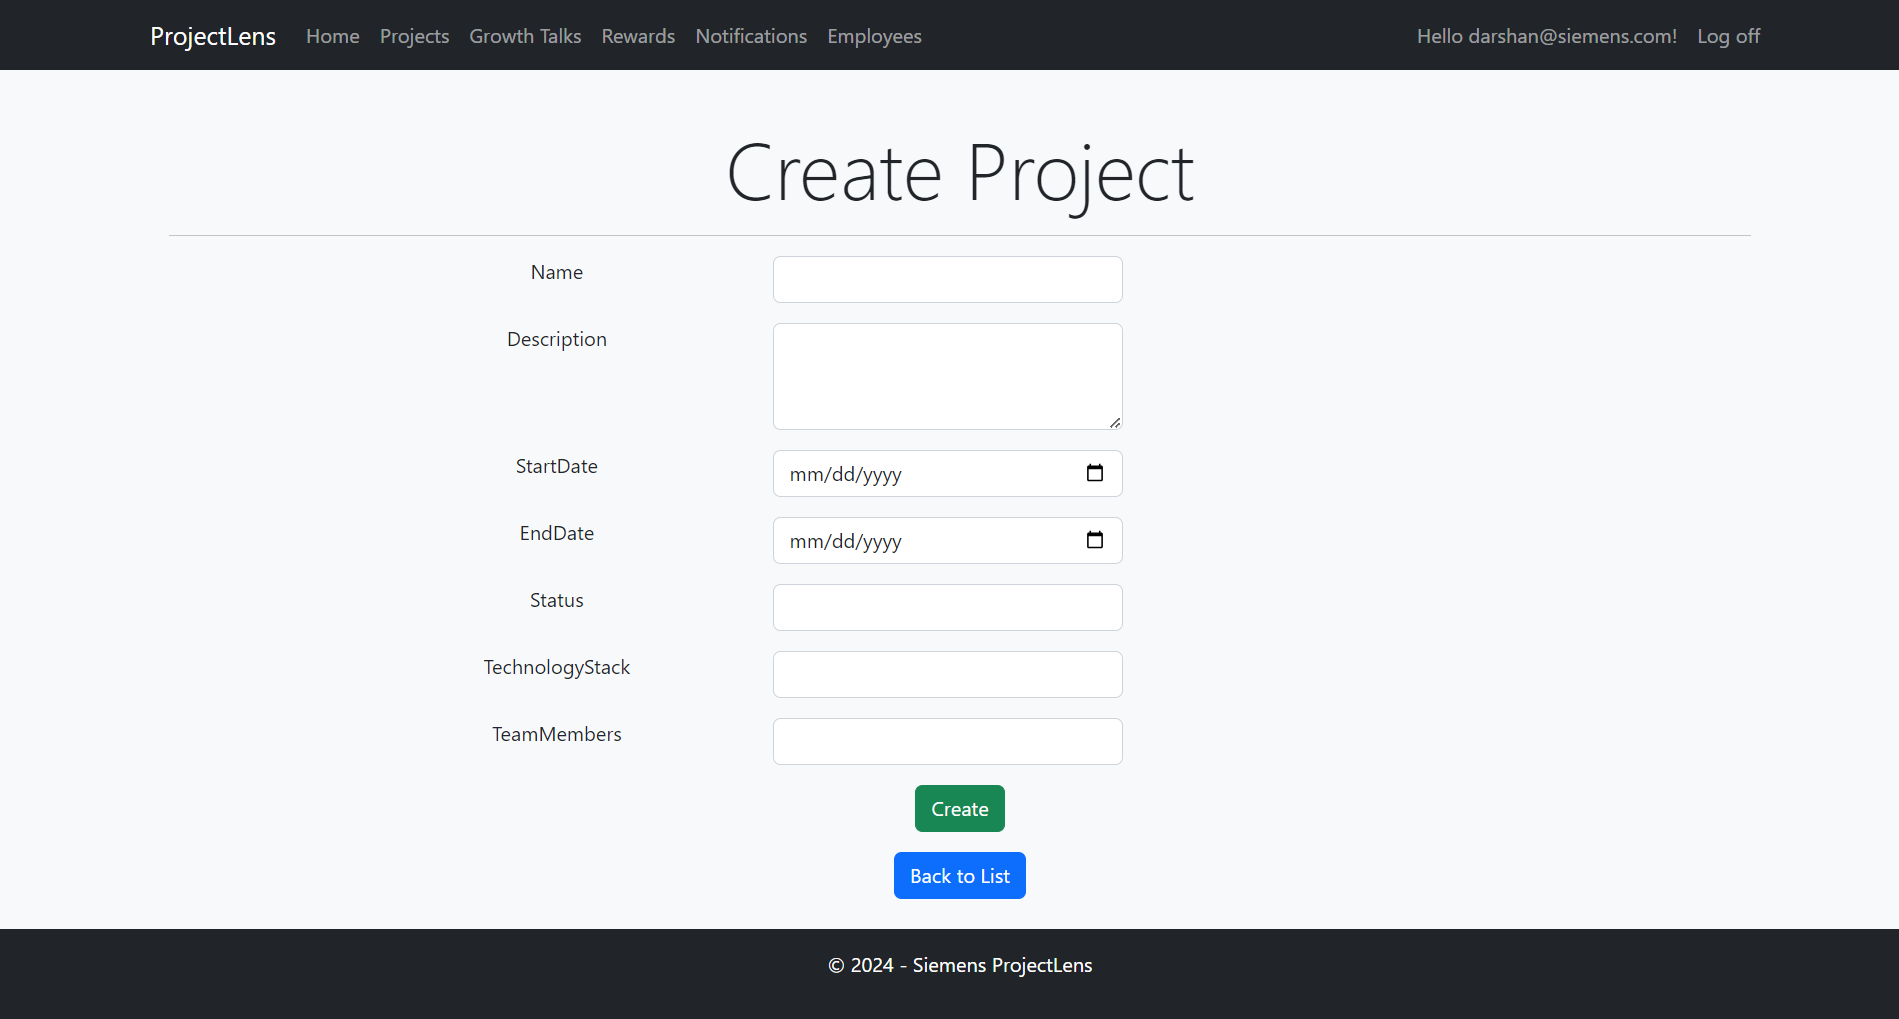 ProjectLens Home Projects Growth Talks Rewards Notifications Employees Hello darshan@siemens.com! Log off
Create Project
Name
Description
StartDate mm/dd/yyyy
EndDate mm/dd/yyyy
Status
TechnologyStack
TeamMembers
Create
Back to List
© 2024 - Siemens ProjectLens